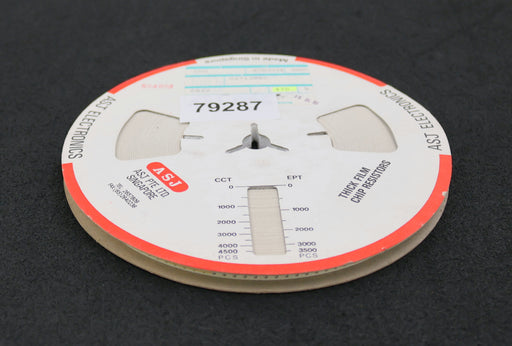 Made in Singapore
79287
ASJ ELECTRONICS
ASJ ELECTRONICS
ASJ
ASJ PTE LTD
SINGAPORE
THICK FILM
CHIP RESISTORS
CCT EPT
0 0
1000 1000
2000
3000 2000
4000 3000
4500 3500
PCS PCS